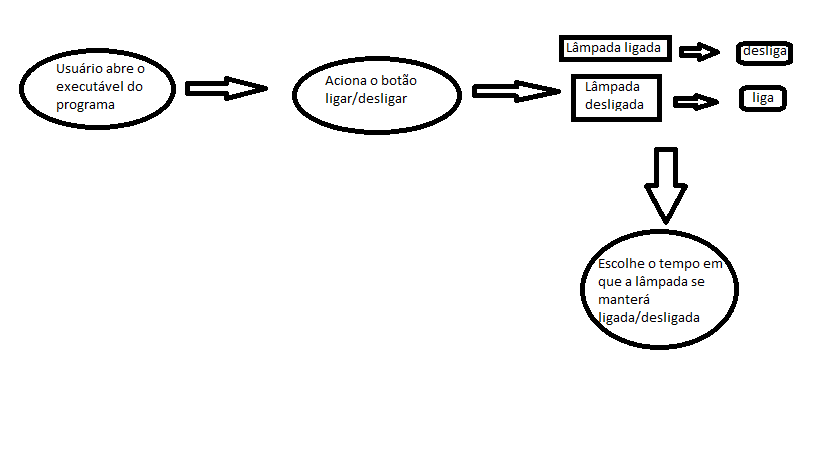 Usuário abre o
executável do
programa
Aciona o botão
ligar/desligar
Lâmpada ligada
desliga
Lâmpada
desligada
liga
Escolhe o tempo em
que a lâmpada se
manterá
ligada/desligada